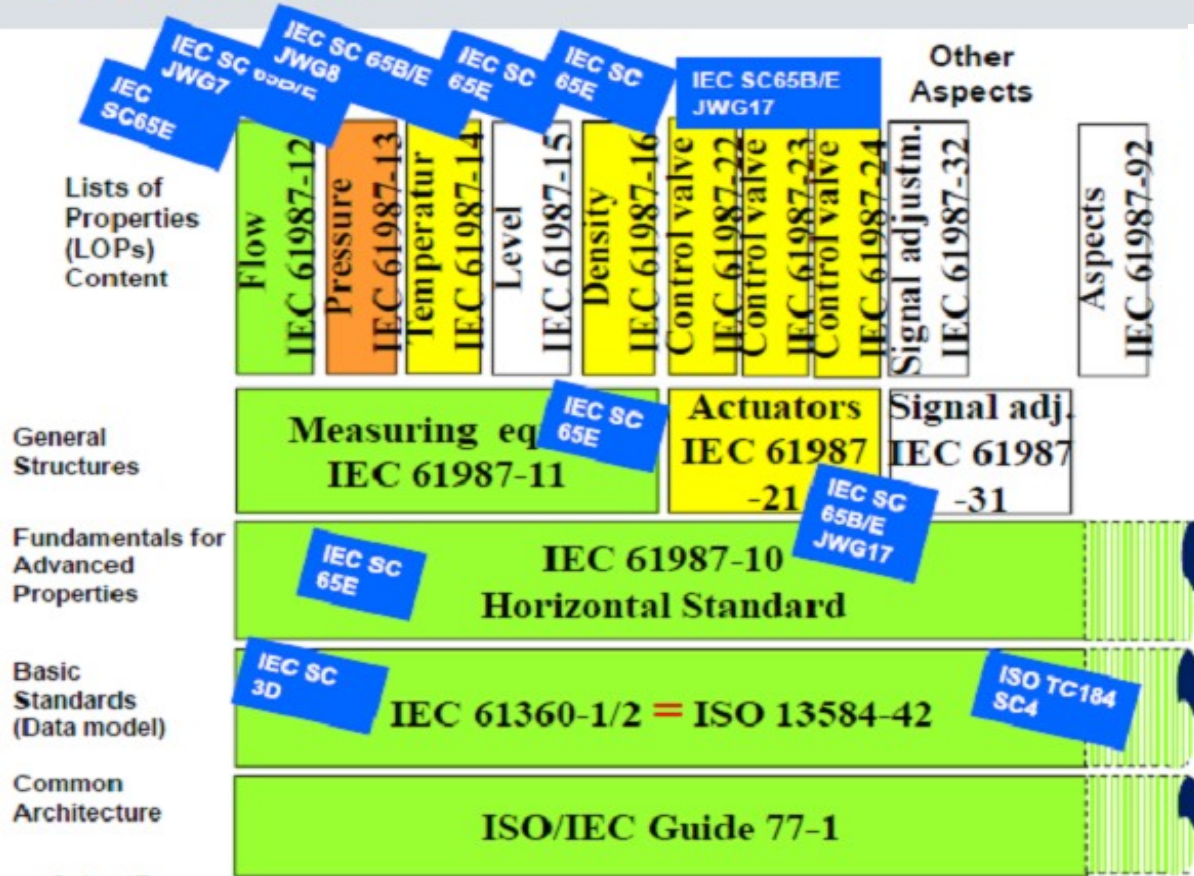 IEC
SC65E
IEC SC 65B/E
JWG7
IEC SC 65B/E
JWG8
IEC SC
65E
IEC SC
65E
IEC SC65B/E
JWG17
Other
Aspects
Lists of
Properties
(LOPs)
Content
Flow
IEC 61987-12
Pressure
IEC 61987-13
Temperatur
IEC 61987-14
Level
IEC 61987-15
Density
IEC 61987-16
Control valve
IEC 61987-22
Control valve
IEC 61987-23
Control valve
IEC 61987-24
Signal adjustm.
IEC 61987-32
Aspects
IEC 61987-92
General
Structures
Measuring eq
IEC 61987-11
IEC SC
65E
Actuators
IEC 61987
-21
Signal adj.
IEC 61987
-31
IEC SC
65B/E
JWG17
Fundamentals for
Advanced
Properties
IEC SC
65E
IEC 61987-10
Horizontal Standard
Basic
Standards
(Data model)
IEC SC
3D
IEC 61360-1/2 = ISO 13584-42
ISO TC184
SC4
Common
Architecture
ISO/IEC Guide 77-1